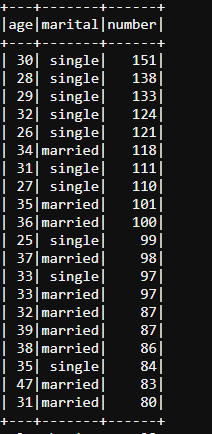 +---+-------+------+
|age|marital|number|
+---+-------+------+
| 30| single|   151|
| 28| single|   138|
| 29| single|   133|
| 32| single|   124|
| 26| single|   121|
| 34|married|   118|
| 31| single|   111|
| 27| single|   110|
| 35|married|   101|
| 36|married|   100|
| 25| single|    99|
| 37|married|    98|
| 33| single|    97|
| 33|married|    97|
| 32|married|    87|
| 39|married|    87|
| 38|married|    86|
| 35| single|    84|
| 47|married|    83|
| 31|married|    80|
+---+-------+------+